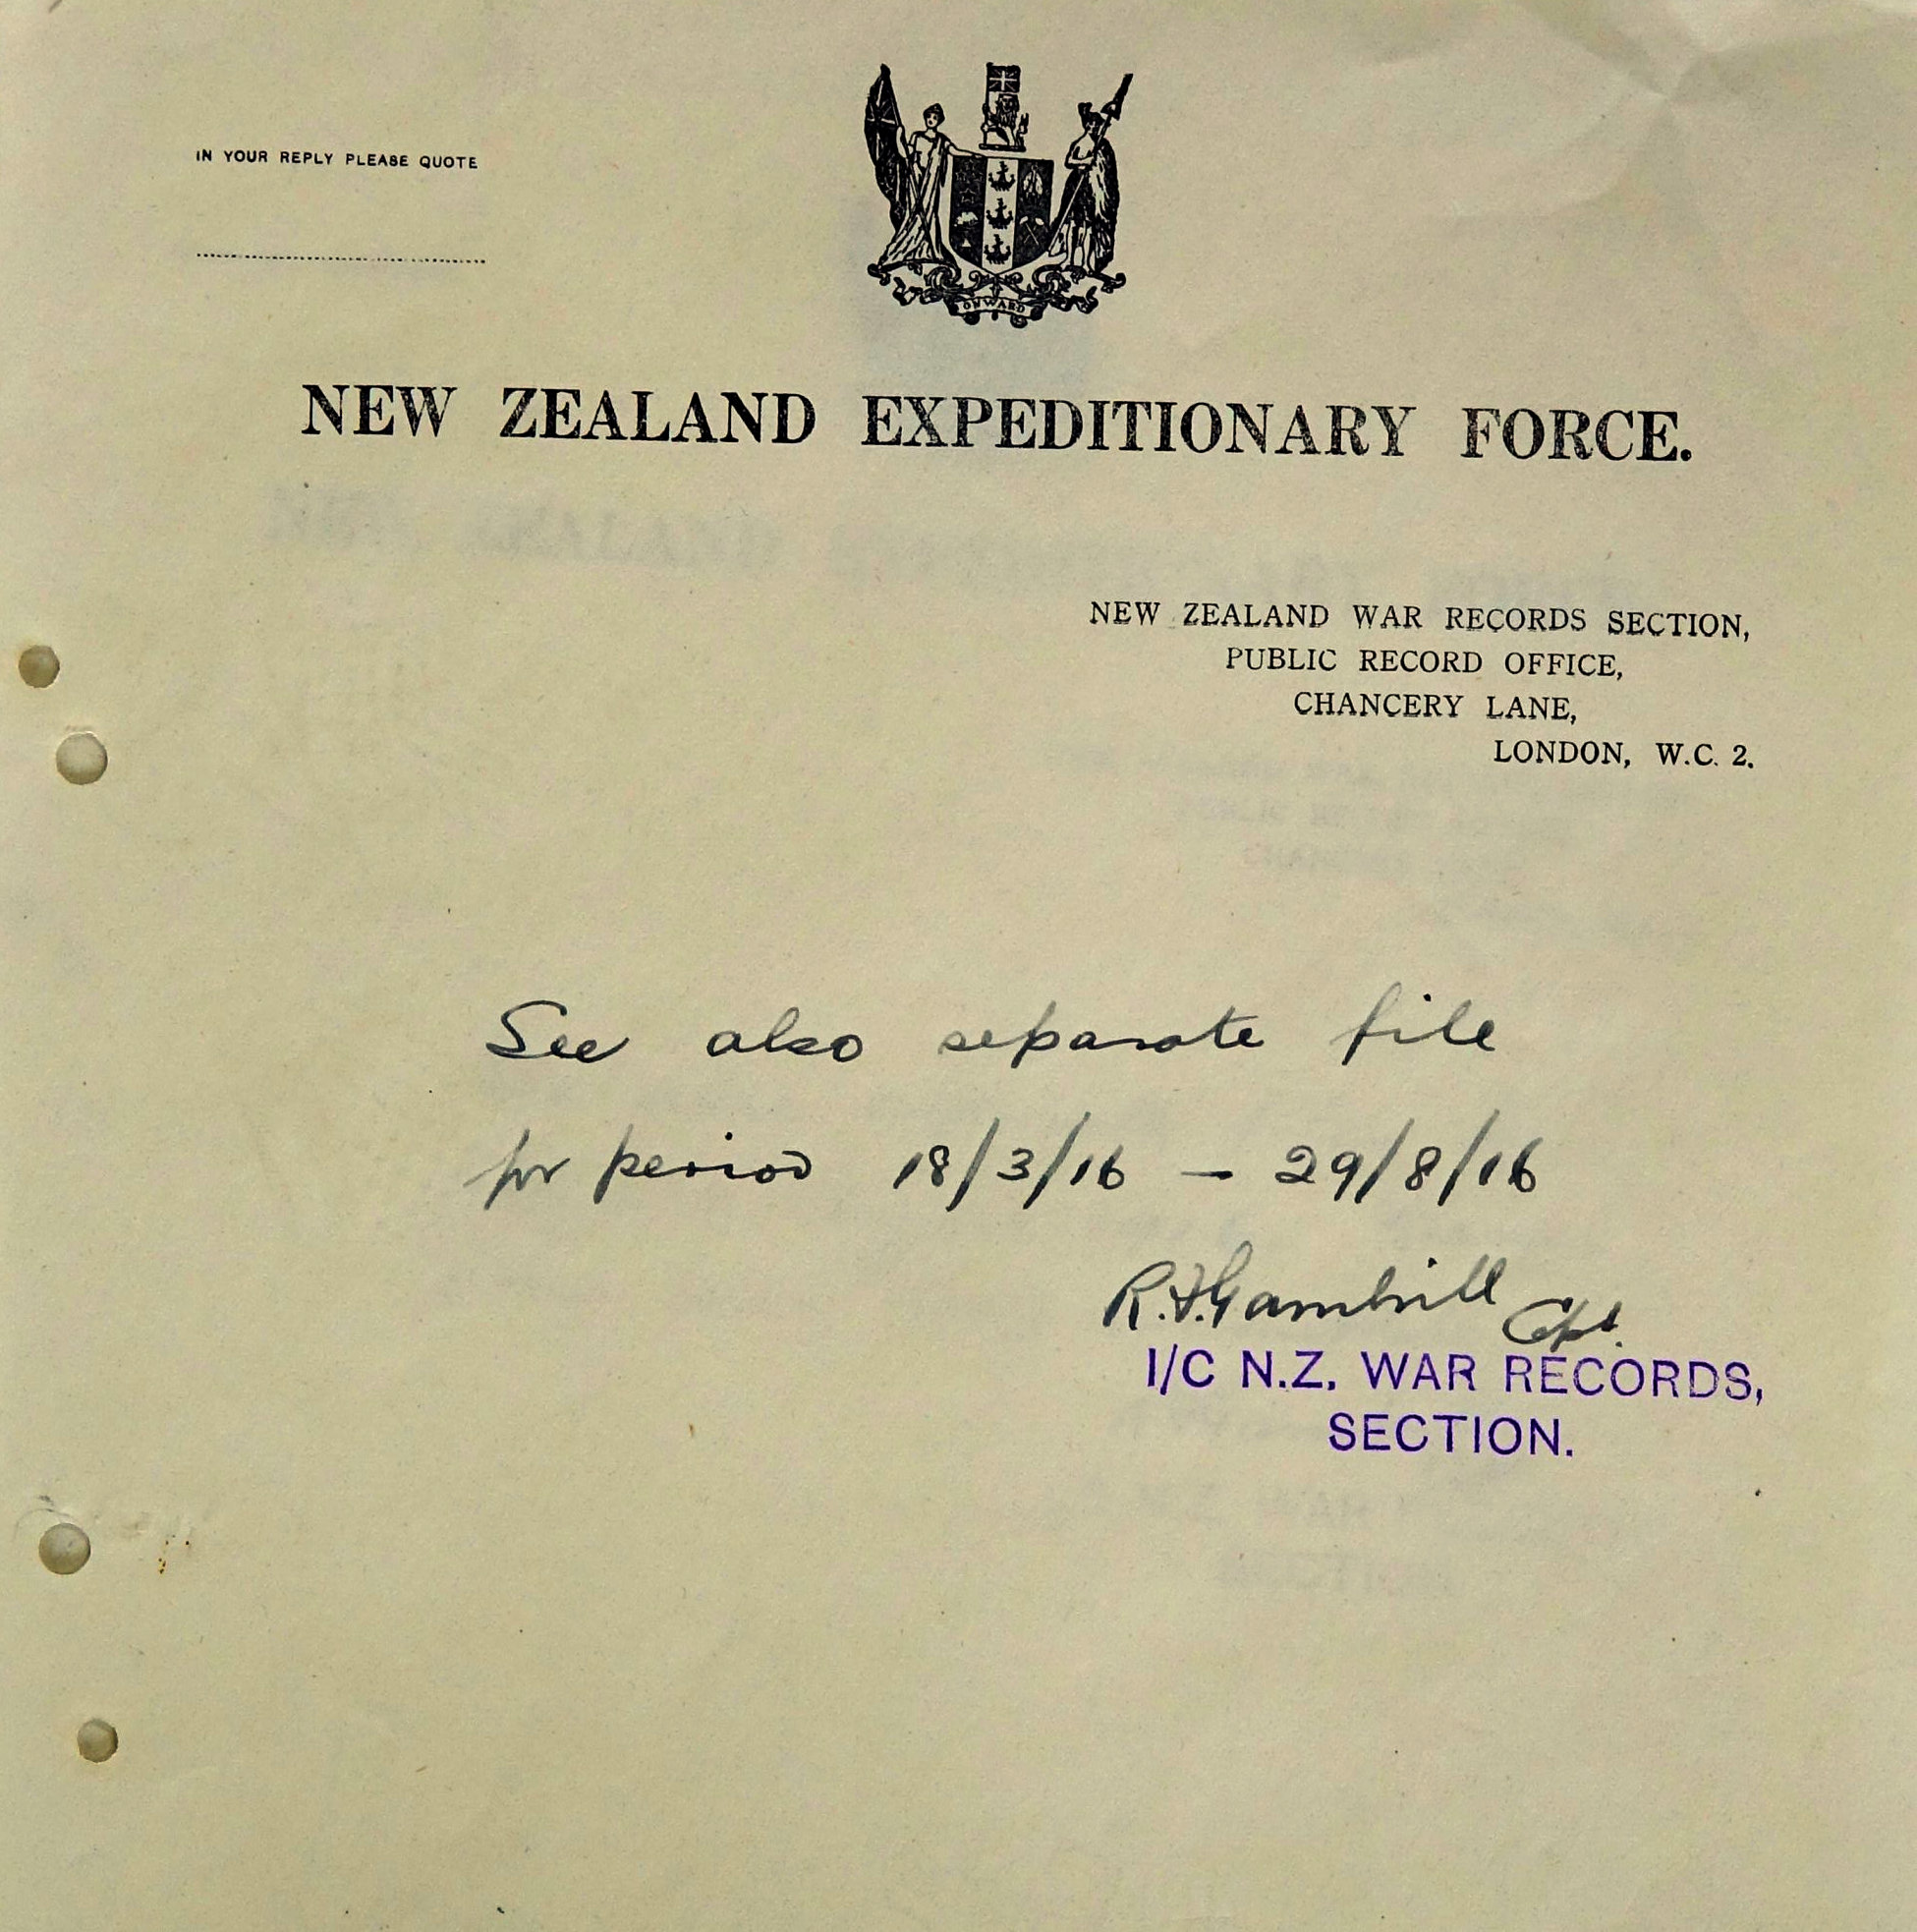 IN YOUR REPLY PLEASE QUOTE
ONWARD
NEW ZEALAND EXPEDITIONARY FORCE.
NEW ZEALAND WAR RECORDS SECTION,
PUBLIC RECORD OFFICE,
CHANCERY LANE,
LONDON, W.C. 2.
See also separate file
for period 18/3/16 – 29/8/16
R.F. Gambrill Capt.
I/C N.Z. WAR RECORDS,
SECTION.